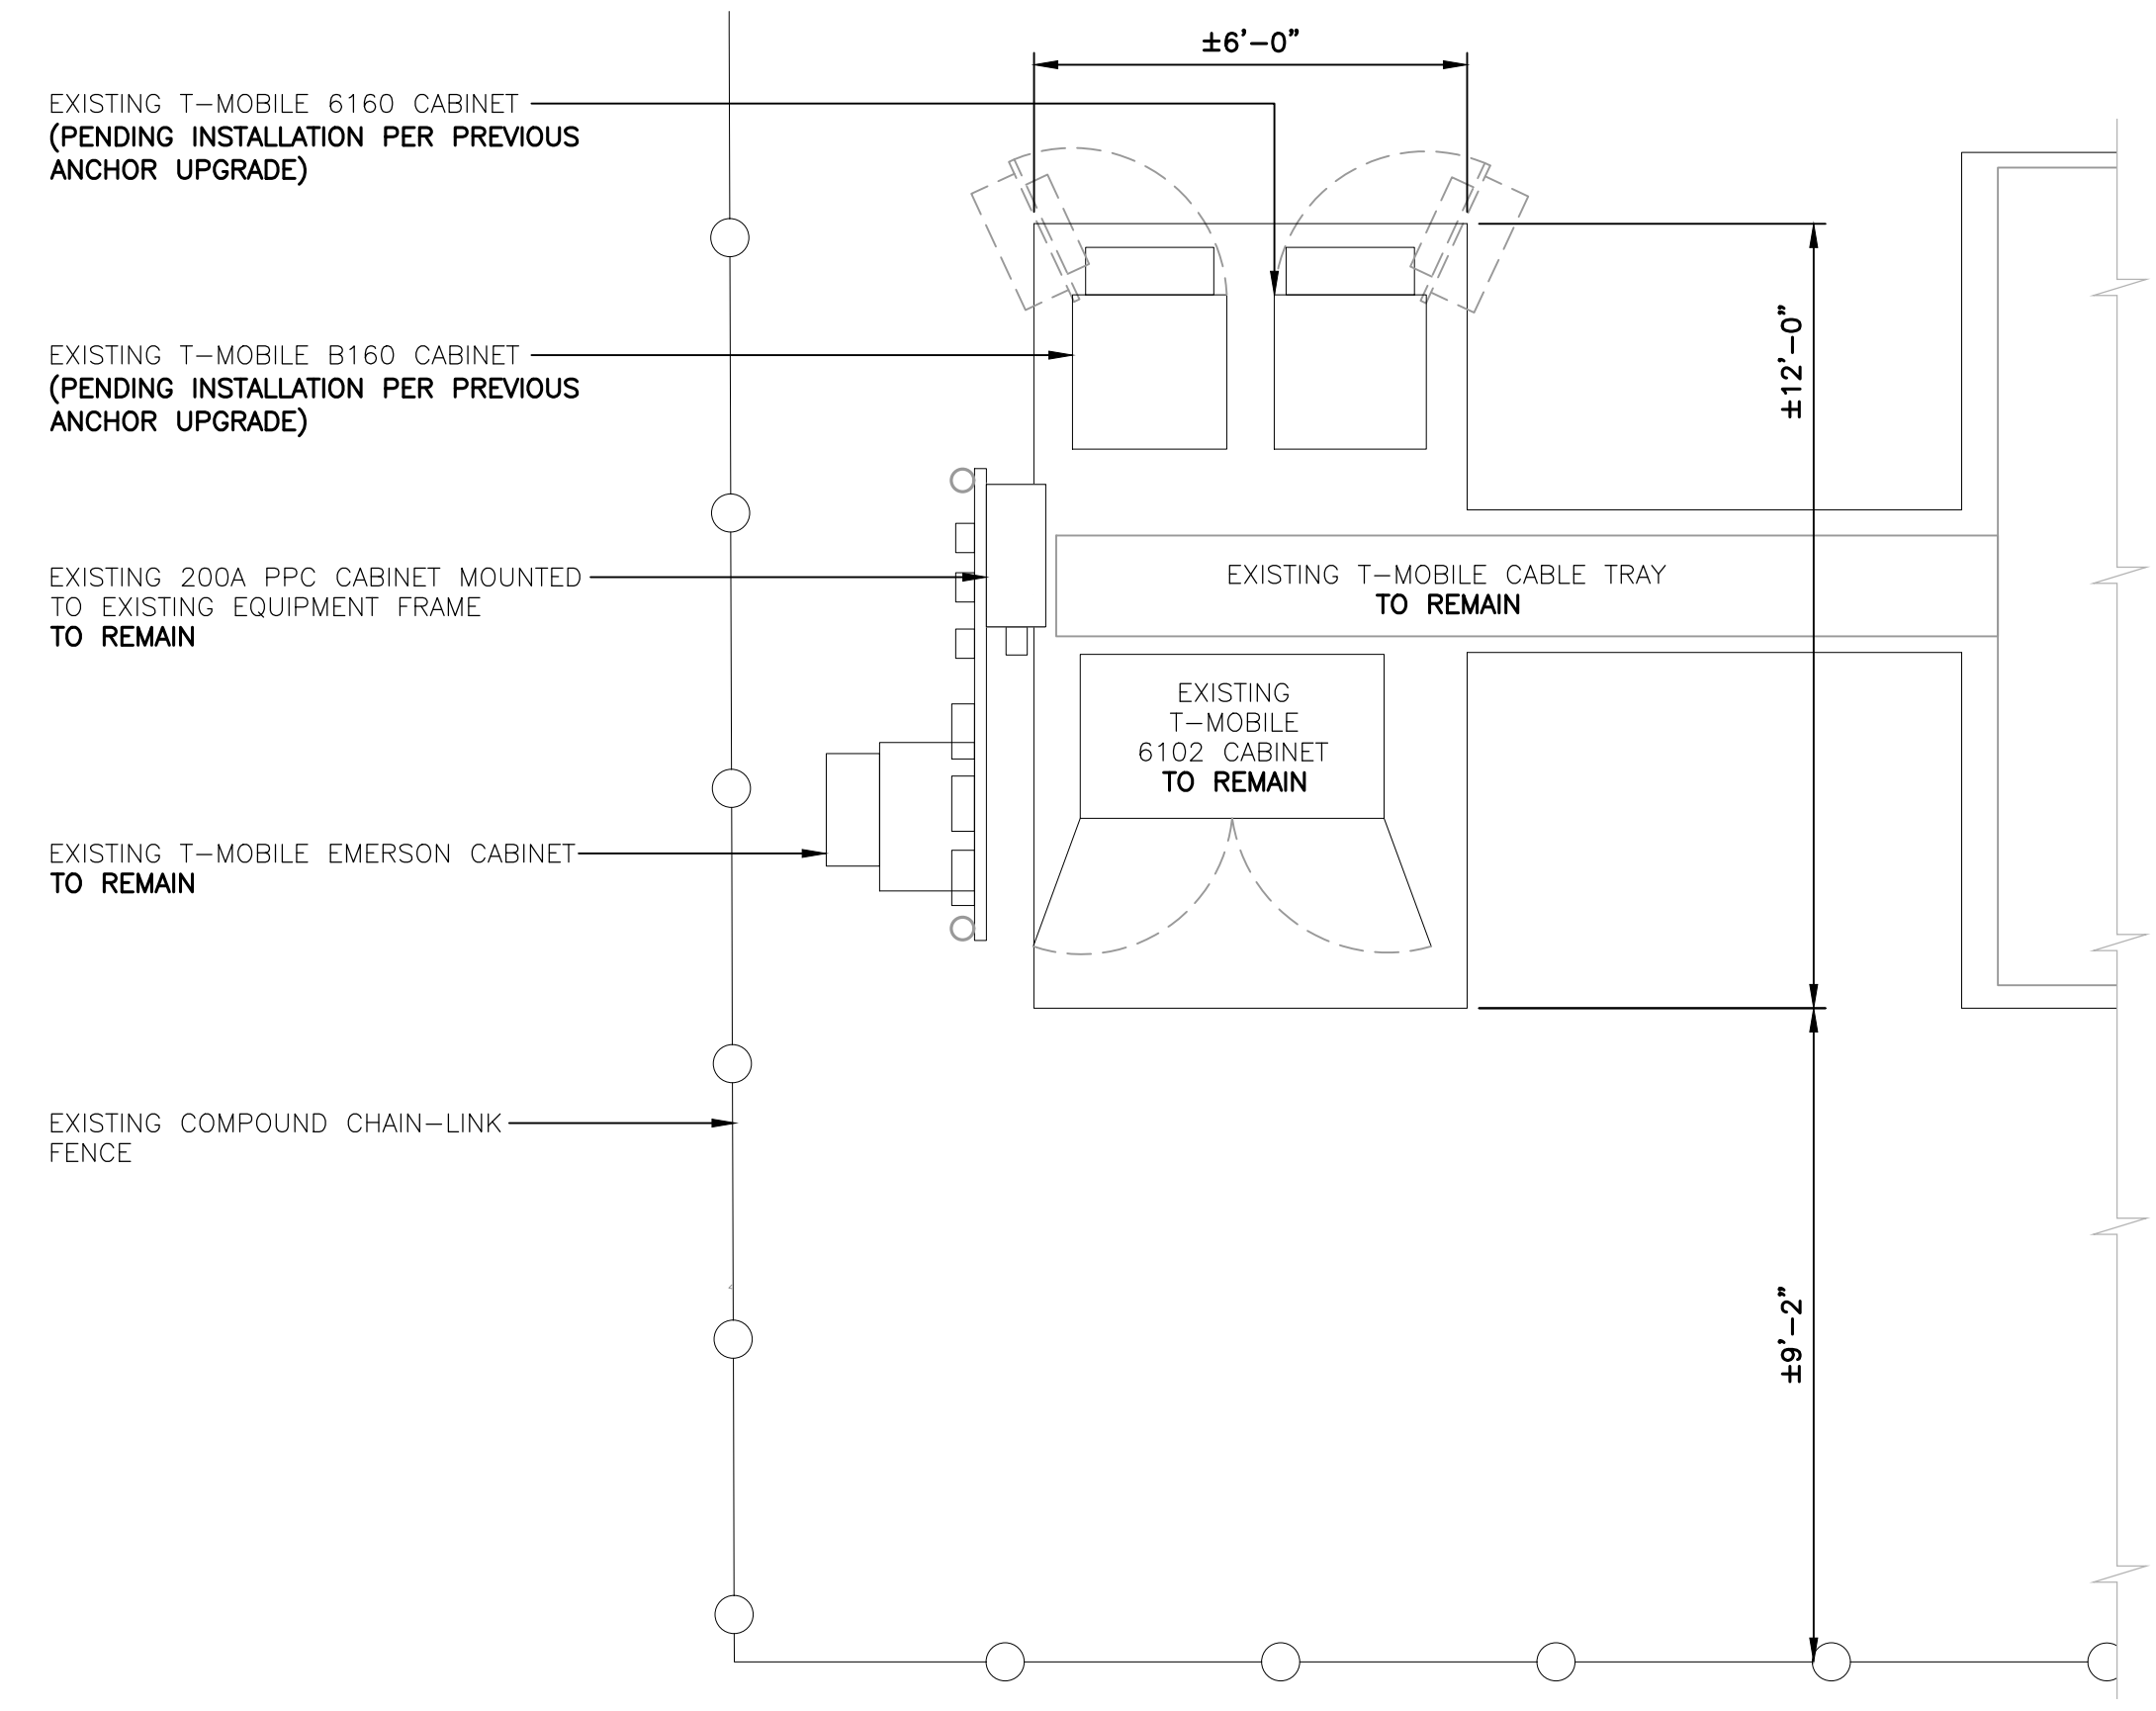 ±6'-0"
EXISTING T-MOBILE 6160 CABINET
(PENDING INSTALLATION PER PREVIOUS
ANCHOR UPGRADE)
±12'-0"
EXISTING T-MOBILE B160 CABINET
(PENDING INSTALLATION PER PREVIOUS
ANCHOR UPGRADE)
EXISTING 200A PPC CABINET MOUNTED
TO EXISTING EQUIPMENT FRAME
TO REMAIN
EXISTING T-MOBILE CABLE TRAY
TO REMAIN
EXISTING
T-MOBILE
6102 CABINET
TO REMAIN
EXISTING T-MOBILE EMERSON CABINET
TO REMAIN
EXISTING COMPOUND CHAIN-LINK
FENCE
±9'-2"